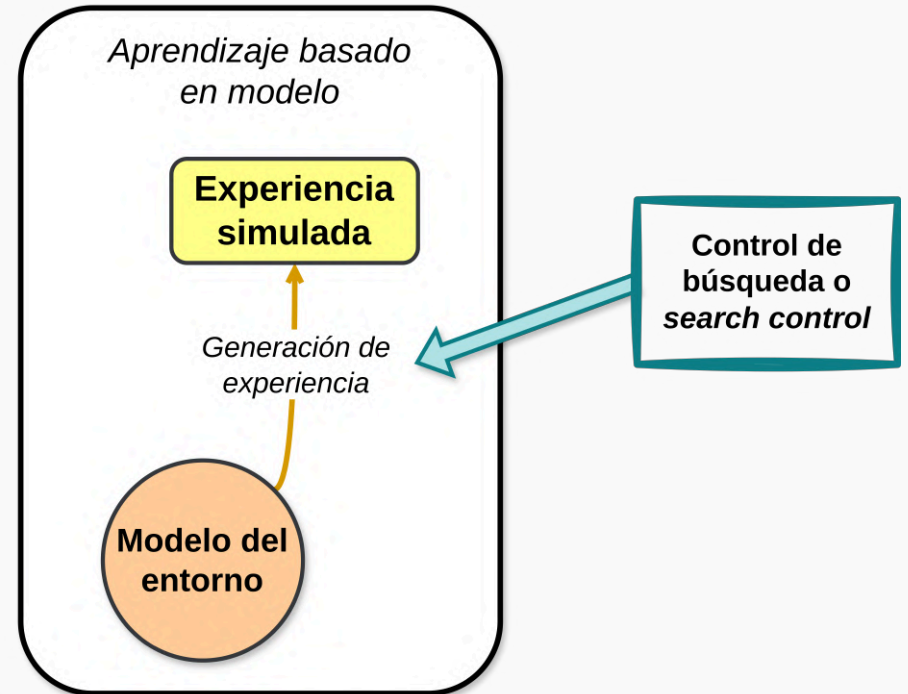 Aprendizaje basado
en modelo
Experiencia
simulada
Generación de
experiencia
Modelo del
entorno
Control de
búsqueda o
search control